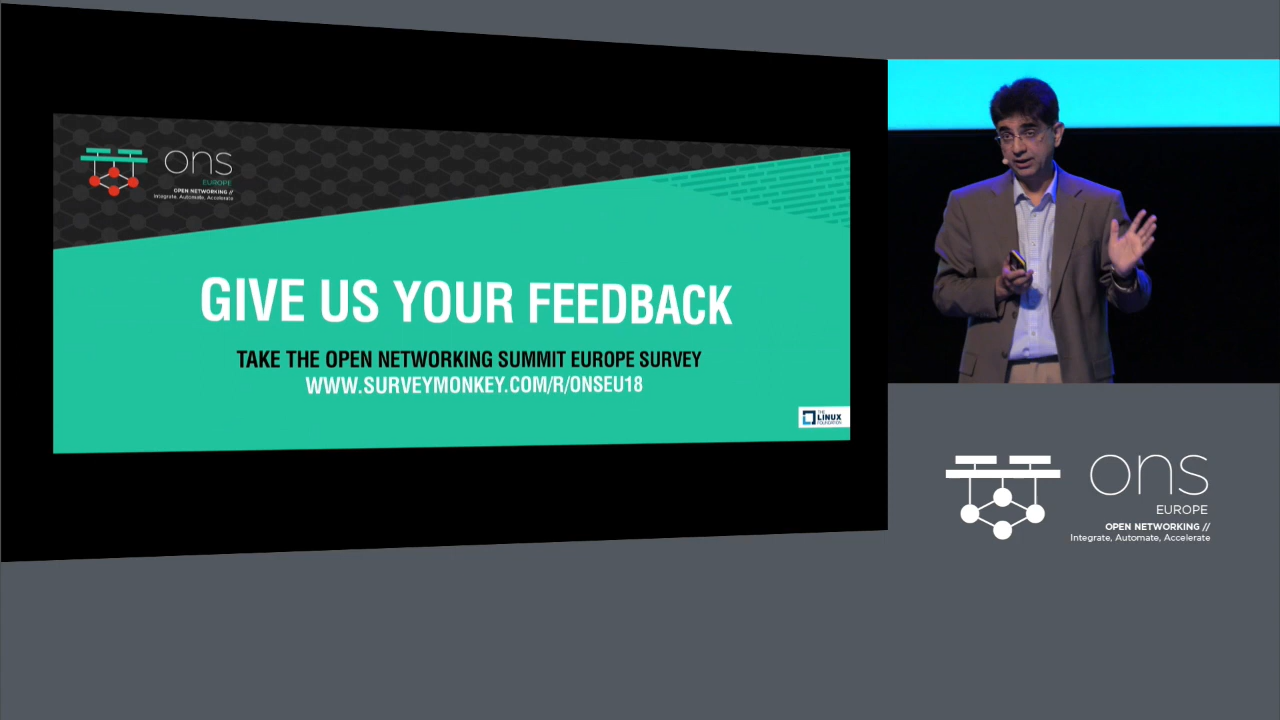 ons
EUROPE
OPEN NETWORKING //
Integrate, Automate, Accelerate
GIVE US YOUR FEEDBACK
TAKE THE OPEN NETWORKING SUMMIT EUROPE SURVEY
WWW.SURVEYMONKEY.COM/R/ONSEU18
THE
LINUX
FOUNDATION
ons
EUROPE
OPEN NETWORKING //
Integrate, Automate, Accelerate